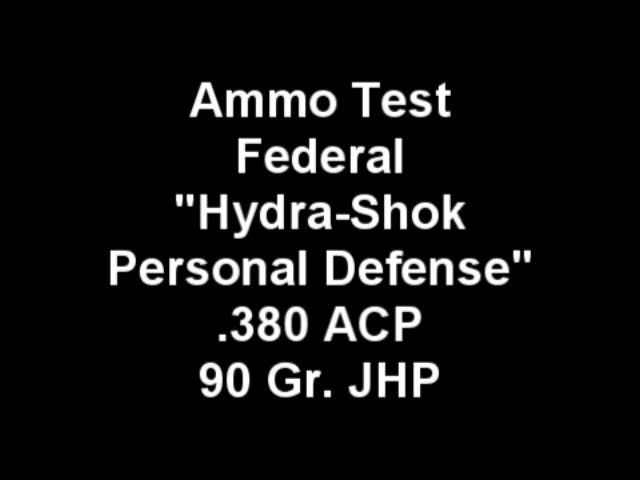 Ammo Test
Federal
"Hydra-Shok
Personal Defense"
.380 ACP
90 Gr. JHP